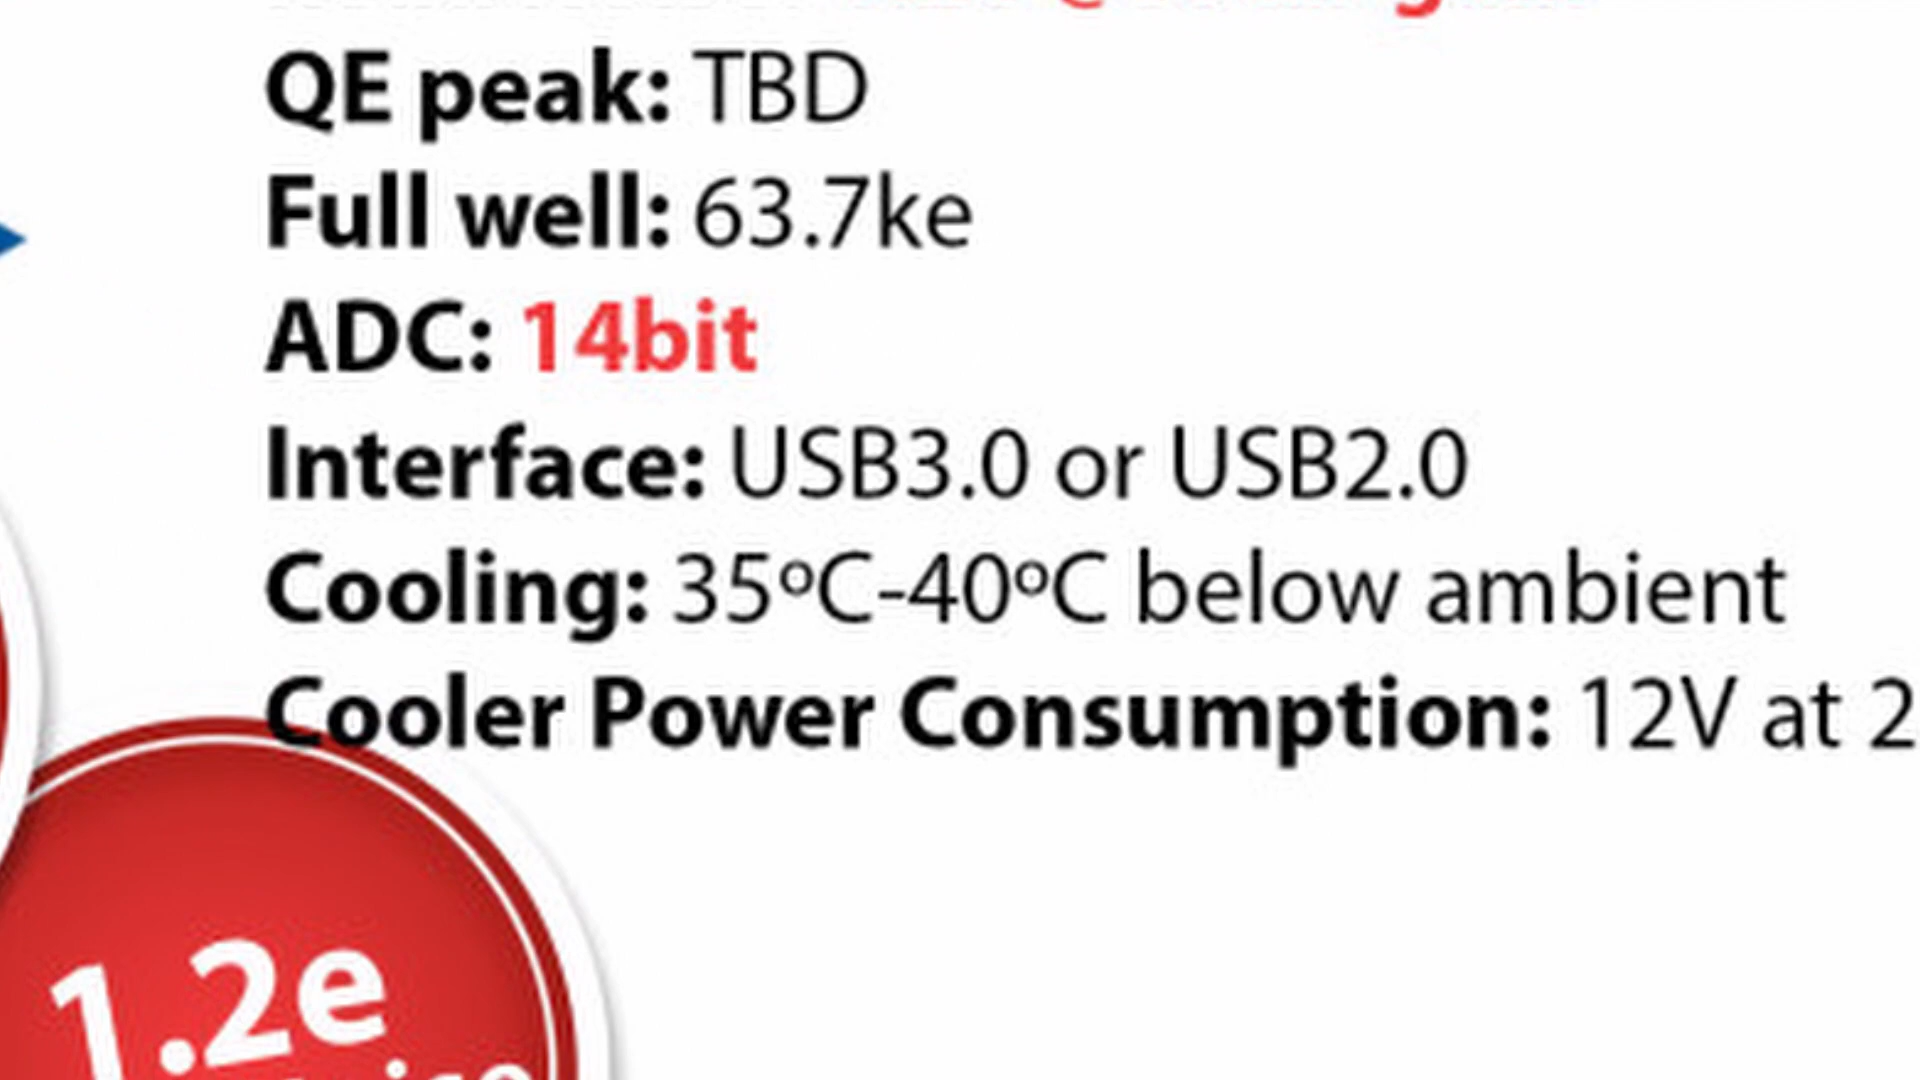 QE peak: TBD
Full well: 63.7ke
ADC: 14bit
Interface: USB3.0 or USB2.0
Cooling: 35ºC-40ºC below ambient
Cooler Power Consumption: 12V at 2
1.2e